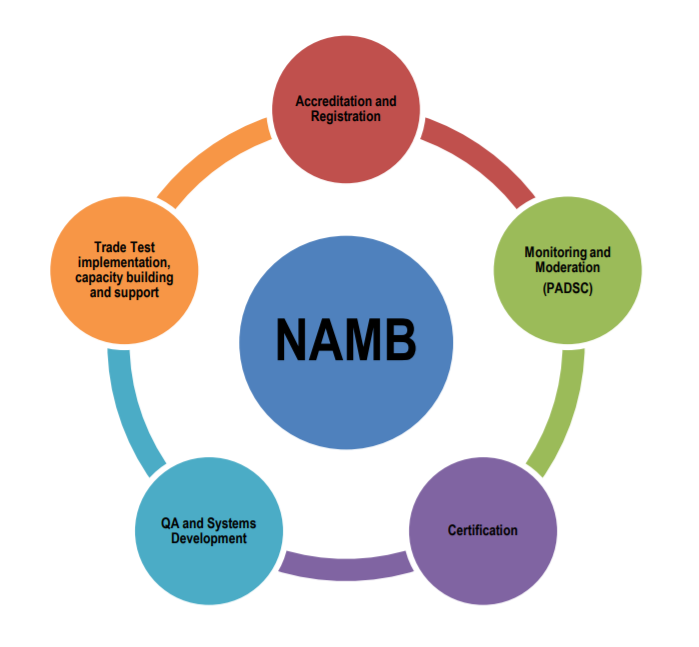 Accreditation and
Registration
Monitoring and
Moderation
(PADSC)
Certification
QA and Systems
Development
Trade Test
implementation,
capacity building
and support
NAMB